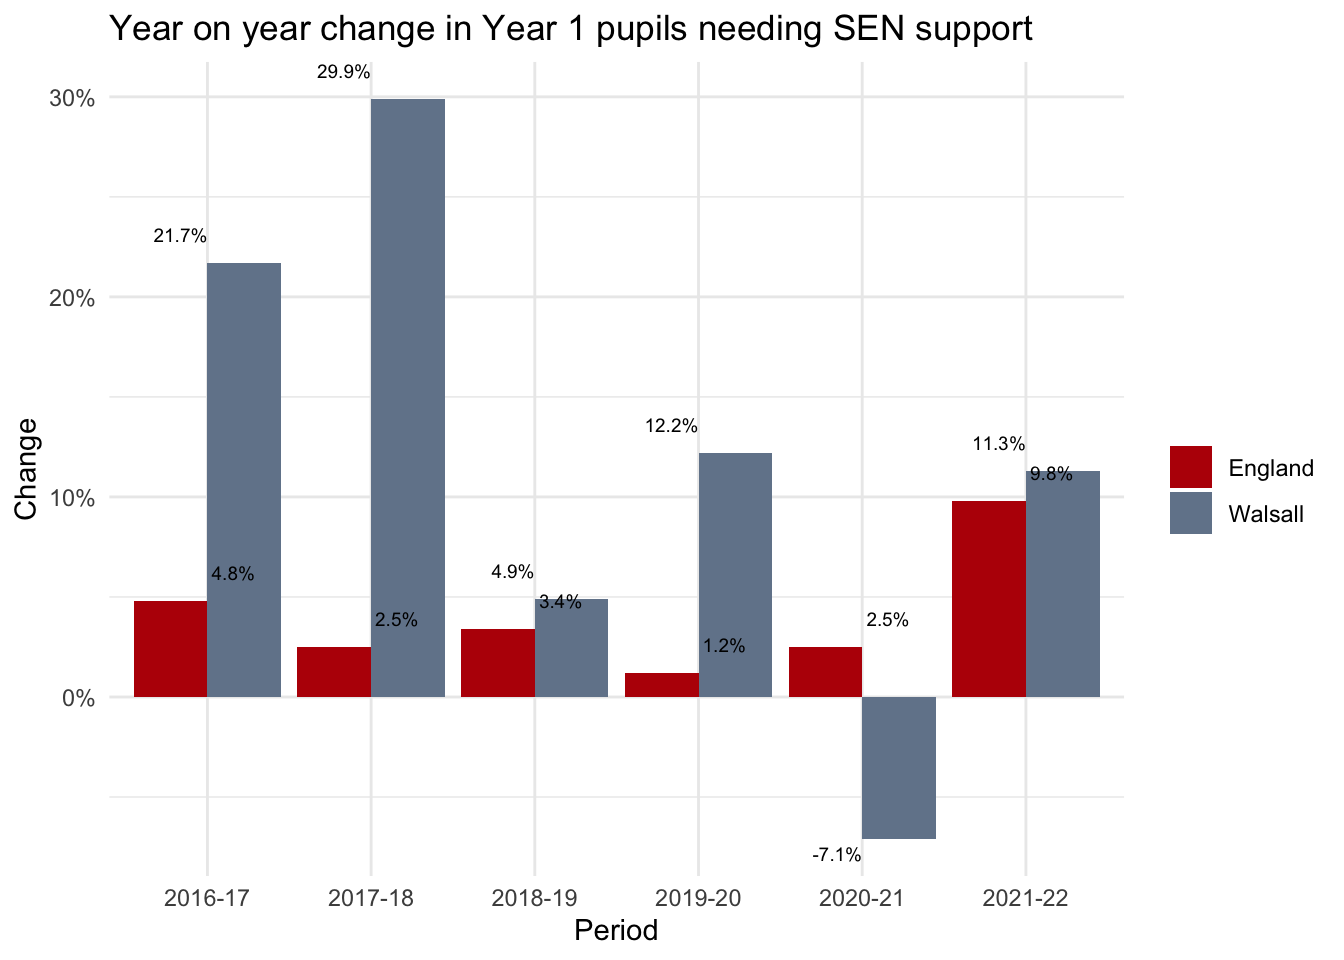 Year on year change in Year 1 pupils needing SEN support
29.9%
30%
21.7%
20%
12.2%
11.3%
9.8%
10%
4.8%
4.9%
3.4%
2.5%
2.5%
1.2%
0%
-7.1%
Change
England
Walsall
2016-17 2017-18 2018-19 2019-20 2020-21 2021-22
Period